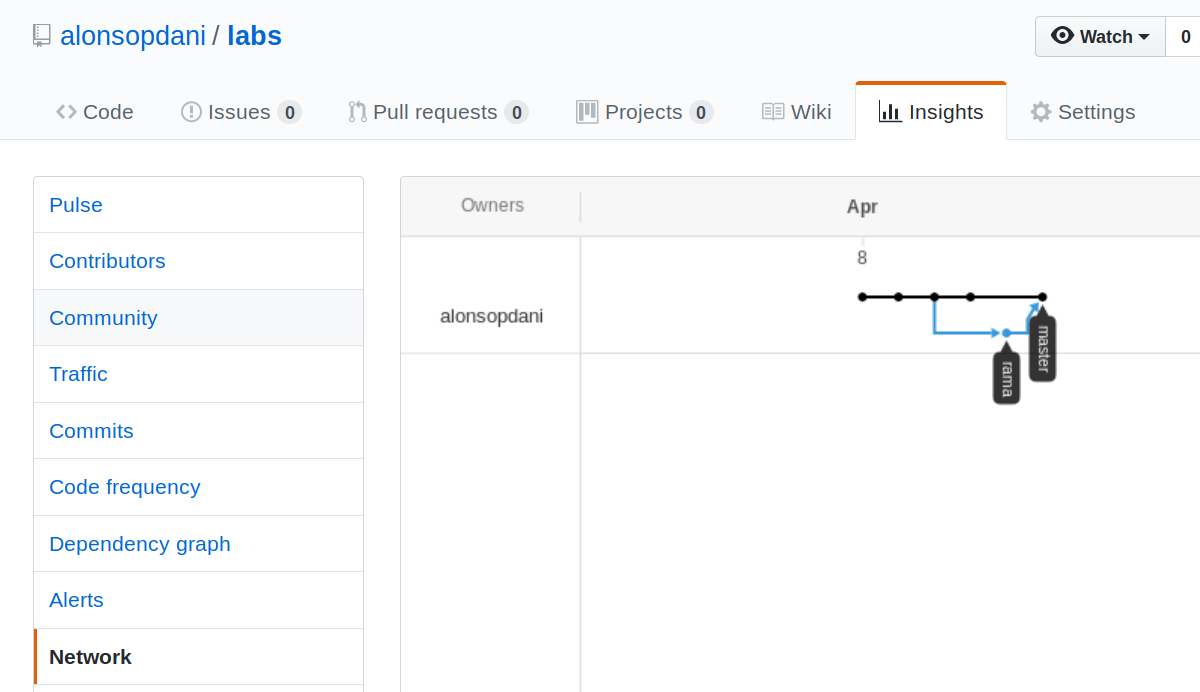 alonsopdani / labs
Watch 0
Code Issues 0 Pull requests 0 Projects 0 Wiki Insights Settings
Pulse
Contributors
Community
Traffic
Commits
Code frequency
Dependency graph
Alerts
Network
Owners Apr
8
alonsopdani
master
rama